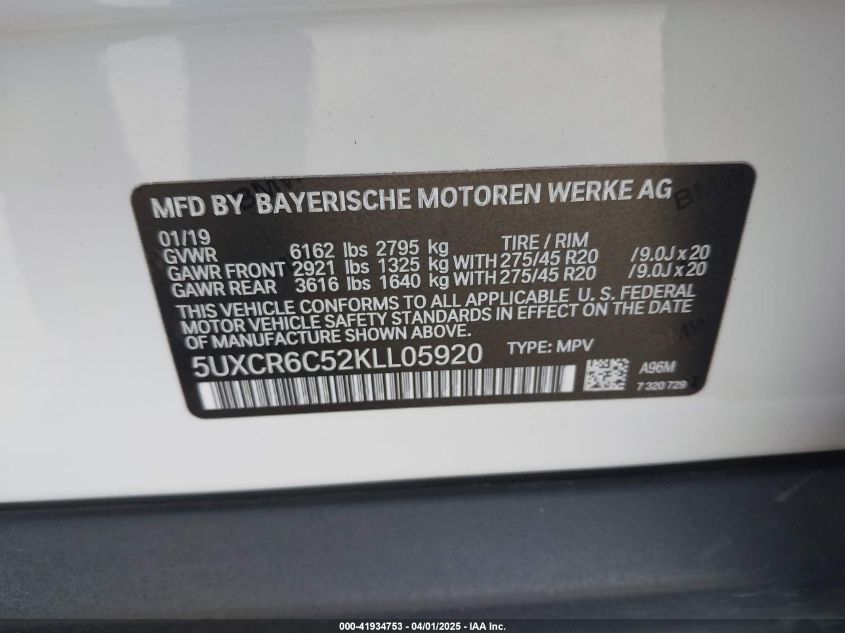 MFD BY BAYERISCHE MOTOREN WERKE AG
01/19 TIRE / RIM
GVWR 6162 lbs 2795 kg
GAWR FRONT 2921 lbs 1325 kg WITH 275/45 R20 /9.0J x 20
GAWR REAR 3616 lbs 1640 kg WITH 275/45 R20 /9.0J x 20
THIS VEHICLE CONFORMS TO ALL APPLICABLE U. S. FEDERAL
MOTOR VEHICLE SAFETY STANDARDS IN EFFECT ON THE DATE
OF MANUFACTURE SHOWN ABOVE.
5UXCR6C52KLL05920 TYPE: MPV
A96M
7 320 729
BMW
BMW
BMW
000-41934753 - 04/01/2025 - IAA Inc.